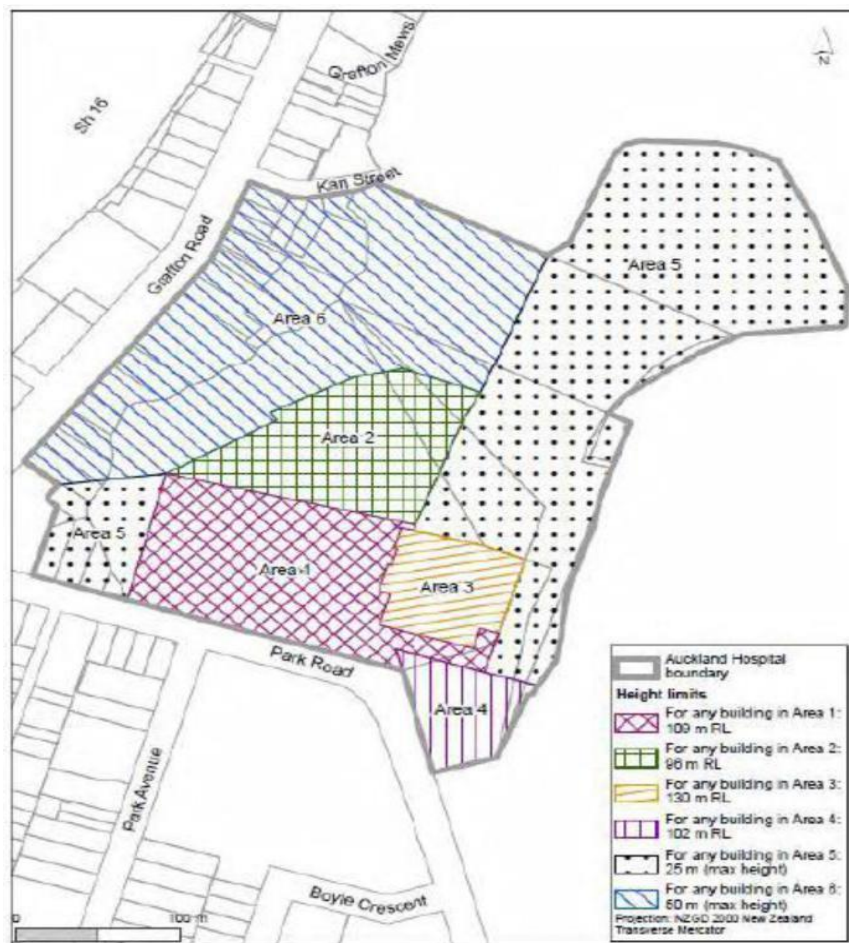 Grafton Mews
N
Sh 16
Kari Street
Grafton Road
Area 5
Area 6
Area 2
Area 5
Area 1
Area 3
Park Road
Area 4
Park Avenue
Boyle Crescent
0
100 m
Auckland Hospital
boundary
Height limits
For any building in Area 1:
109 m RL
For any building in Area 2:
96 m RL
For any building in Area 3:
130 m RL
For any building in Area 4:
102 m RL
For any building in Area 5:
25 m (max height)
For any building in Area 6:
50 m (max height)
Projection: NZGD 2000 New Zealand
Transverse Mercator